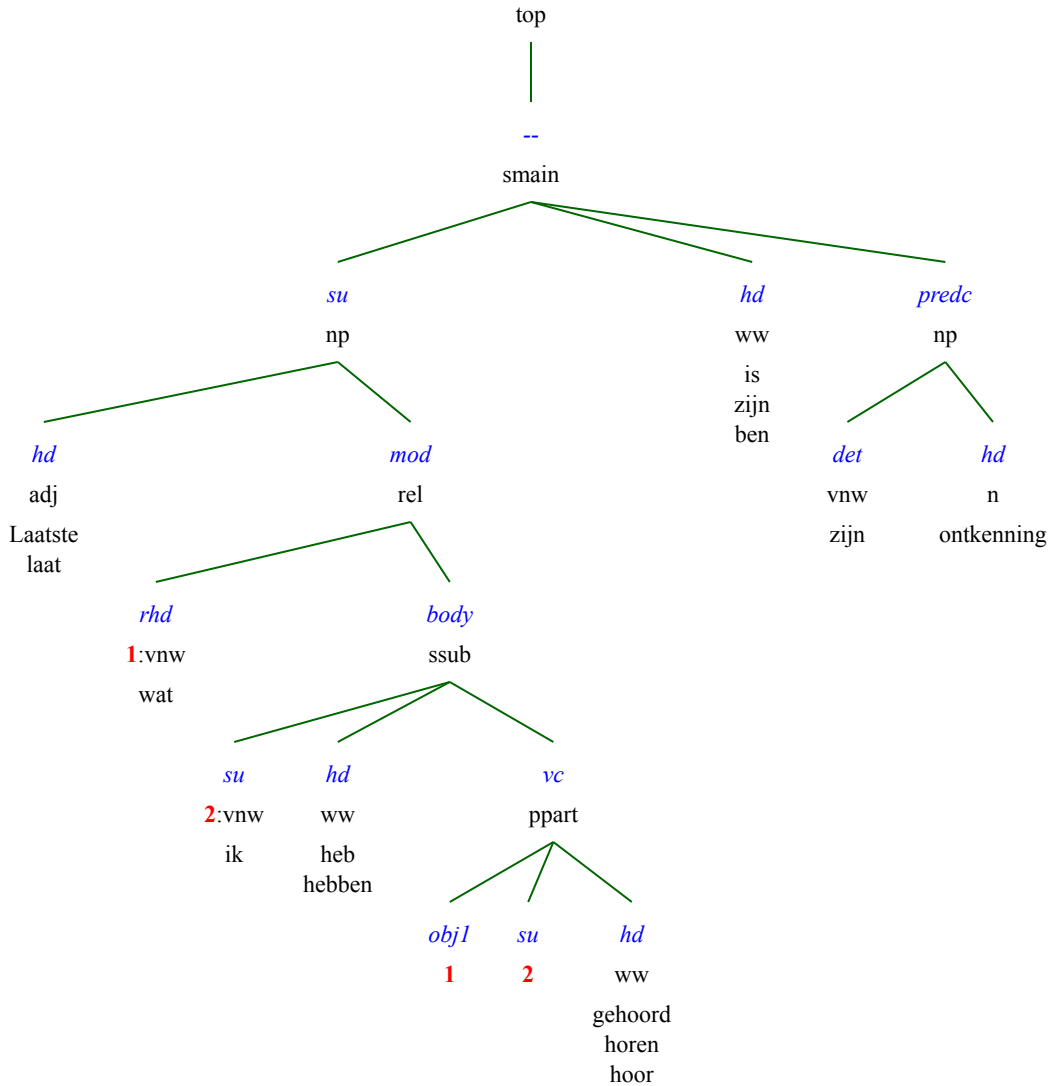 top
--
smain
su hd predc
np ww np
is
zijn
ben
hd mod det hd
adj rel vnw n
Laatste zijn ontkenning
laat
rhd body
1:vnw ssub
wat
su hd vc
2:vnw ww ppart
ik heb
hebben
obj1 su hd
1 2 ww
gehoord
horen
hoor